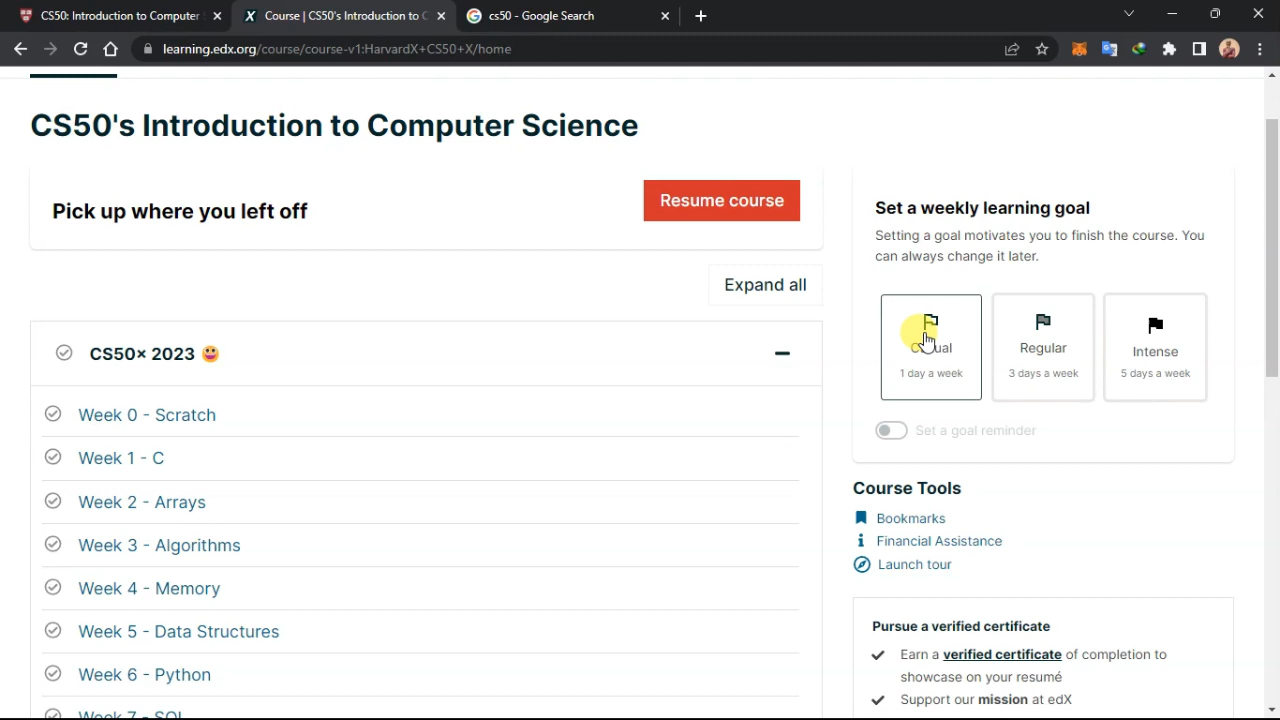 CS50: Introduction to Computer
Course | CS50's Introduction to C
cs50 - Google Search
learning.edx.org/course/course-v1:HarvardX+CS50+X/home
CS50's Introduction to Computer Science
Pick up where you left off
Resume course
Expand all
CS50x 2023 😀
Week 0 - Scratch
Week 1 - C
Week 2 - Arrays
Week 3 - Algorithms
Week 4 - Memory
Week 5 - Data Structures
Week 6 - Python
Week 7 - SQL
Set a weekly learning goal
Setting a goal motivates you to finish the course. You
can always change it later.
Casual
1 day a week
Regular
3 days a week
Intense
5 days a week
Set a goal reminder
Course Tools
Bookmarks
Financial Assistance
Launch tour
Pursue a verified certificate
Earn a verified certificate of completion to
showcase on your resumé
Support our mission at edX